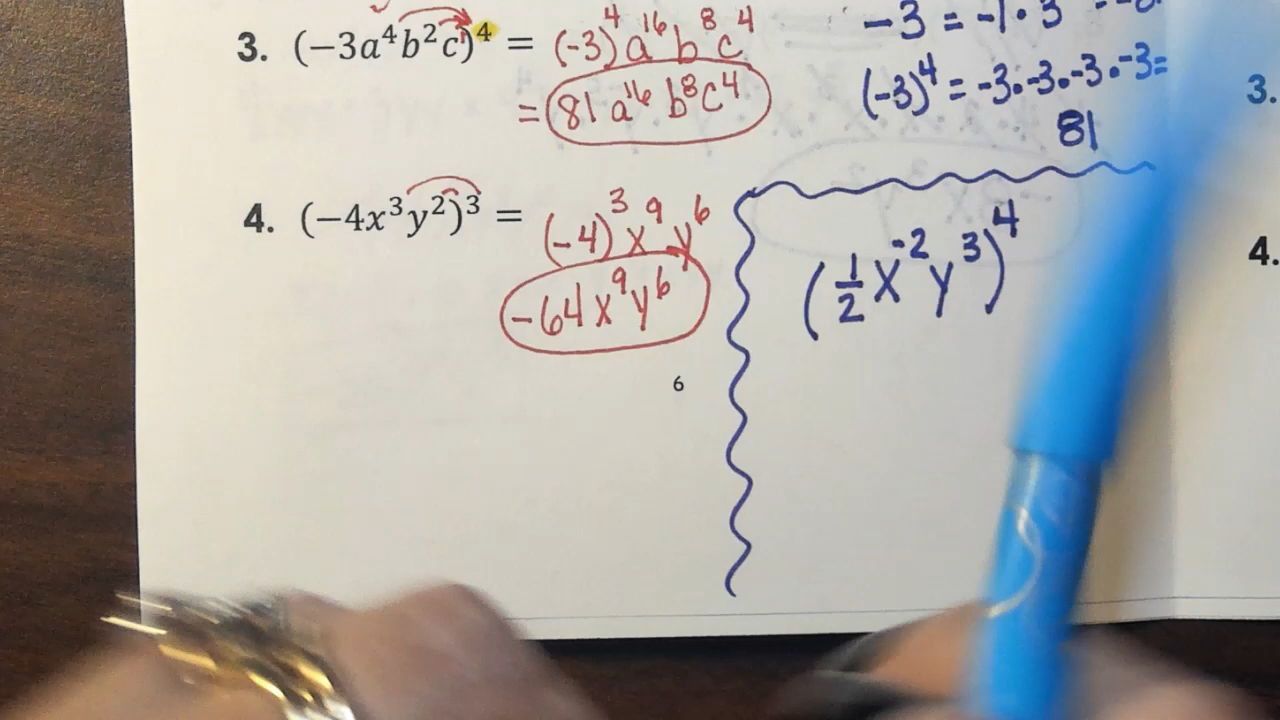 3. (−3a⁴b²c)⁴ = (-3)⁴a¹⁶b⁸c⁴
= 81a¹⁶b⁸c⁴
4. (−4x³y²)³ = (-4)³x⁹y⁶
-64x⁹y⁶
6
-3 = -1·3
(-3)⁴ = -3·-3·-3·-3=
81
(½x⁻²y³)⁴
3.
4.